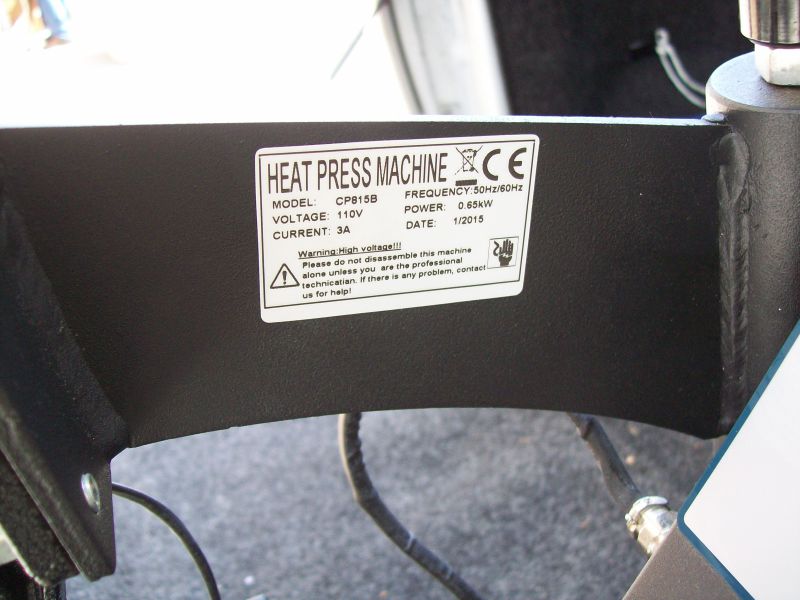 HEAT PRESS MACHINE CE
MODEL: CP815B FREQUENCY:50Hz/60Hz
VOLTAGE: 110V POWER: 0.65kW
CURRENT: 3A DATE: 1/2015
Warning:High voltage!!!
Please do not disassemble this machine
alone unless you are the professional
technicatian. If there is any problem, contact
us for help!